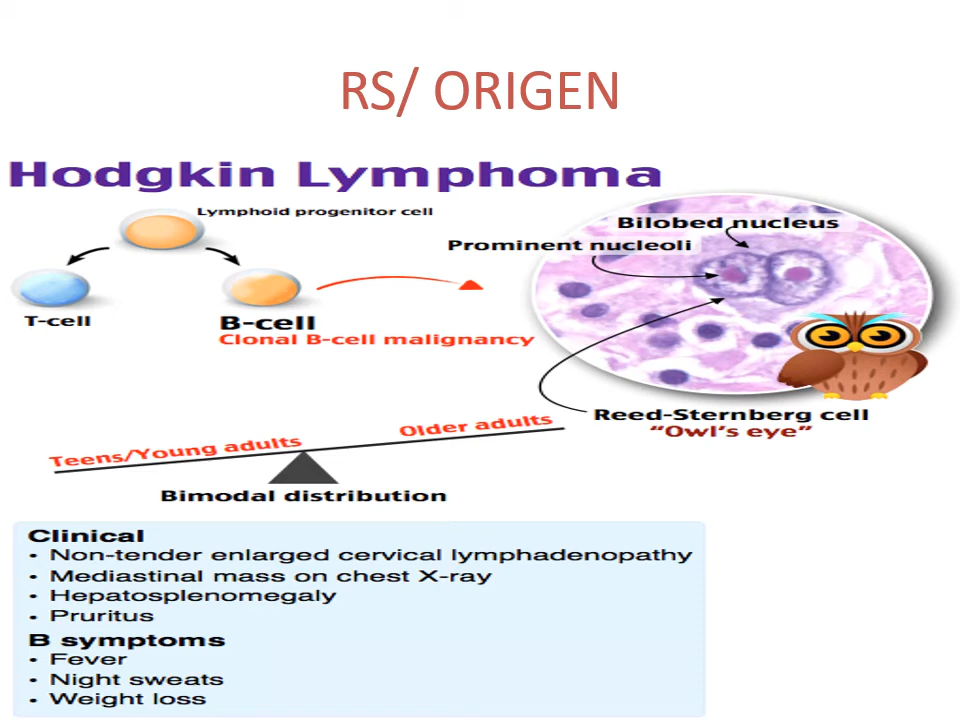 RS/ ORIGEN
Hodgkin Lymphoma
Lymphoid progenitor cell
T-cell
B-cell
Clonal B-cell malignancy
Bilobed nucleus
Prominent nucleoli
Reed-Sternberg cell
“Owl’s eye”
Teens/Young adults
Older adults
Bimodal distribution
Clinical
• Non-tender enlarged cervical lymphadenopathy
• Mediastinal mass on chest X-ray
• Hepatosplenomegaly
• Pruritus
B symptoms
• Fever
• Night sweats
• Weight loss